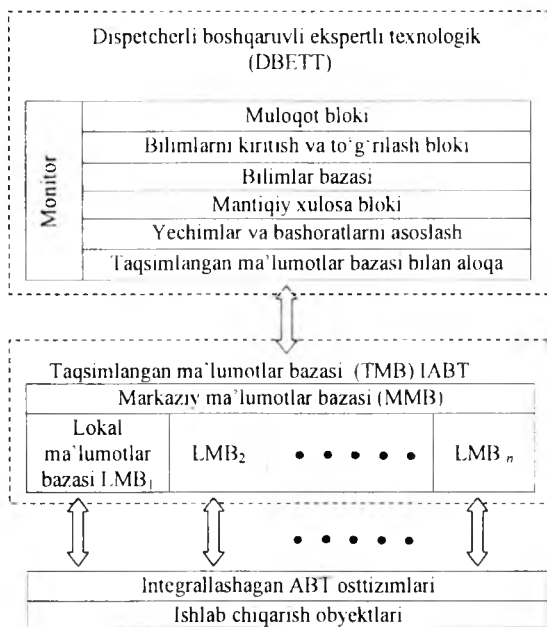 Dispetcherli boshqaruvli ekspertli texnologik
(DBETT)
Monitor
Muloqot bloki
Bilimlarni kiritish va to`g`rilash bloki
Bilimlar bazasi
Mantiqiy xulosa bloki
Yechimlar va bashoratlarni asoslash
Taqsimlangan ma'lumotlar bazasi bilan aloqa
Taqsimlangan ma`lumotlar bazasi (TMB) IABT
Markaziy ma'lumotlar bazasi (MMB)
Lokal
ma`lumotlar
bazasi LMB₁
LMB₂
LMB n
Integrallashagan ABT osttizimlari
Ishlab chiqarish obyektlari